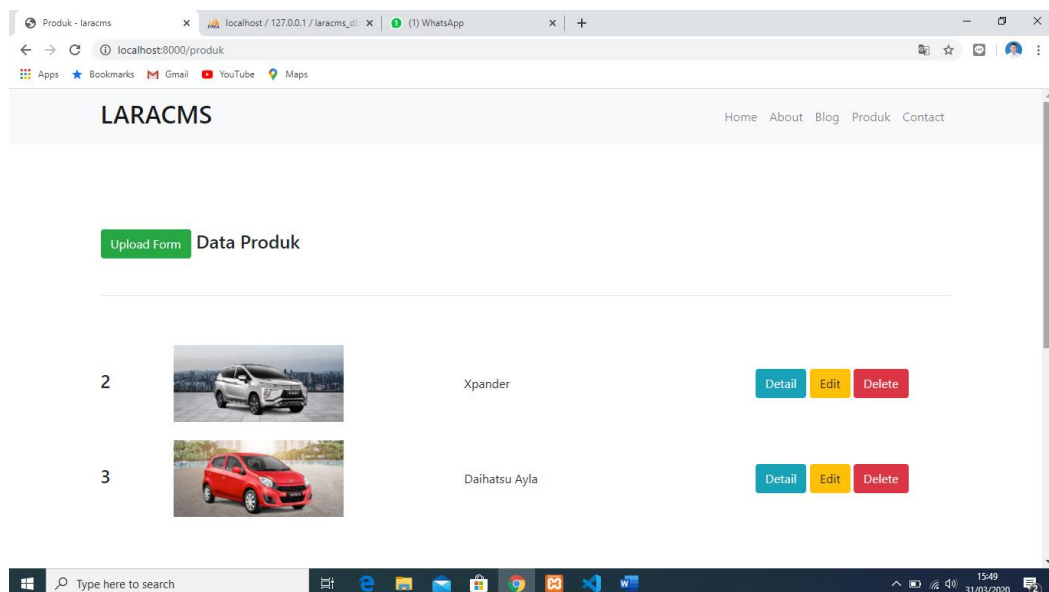 Produk - laracms
localhost / 127.0.0.1 / laracms_db
(1) WhatsApp
localhost:8000/produk
Apps Bookmarks Gmail YouTube Maps
LARACMS
Home About Blog Produk Contact
Upload Form Data Produk
2 Xpander Detail Edit Delete
3 Daihatsu Ayla Detail Edit Delete
Type here to search
15:49
31/03/2020